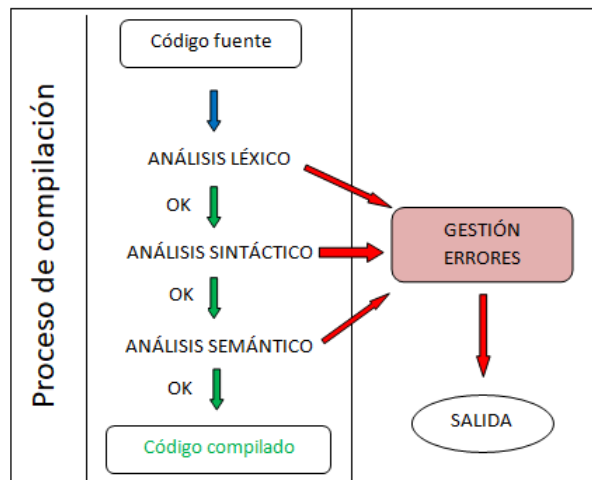 Proceso de compilación
Código fuente
ANÁLISIS LÉXICO
OK
ANÁLISIS SINTÁCTICO
OK
ANÁLISIS SEMÁNTICO
OK
Código compilado
GESTIÓN
ERRORES
SALIDA